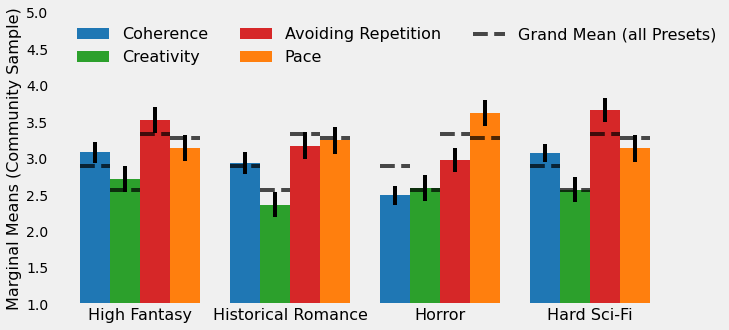 Marginal Means (Community Sample)
5.0
4.5
4.0
3.5
3.0
2.5
2.0
1.5
1.0
Coherence
Creativity
Avoiding Repetition
Pace
Grand Mean (all Presets)
High Fantasy
Historical Romance
Horror
Hard Sci-Fi